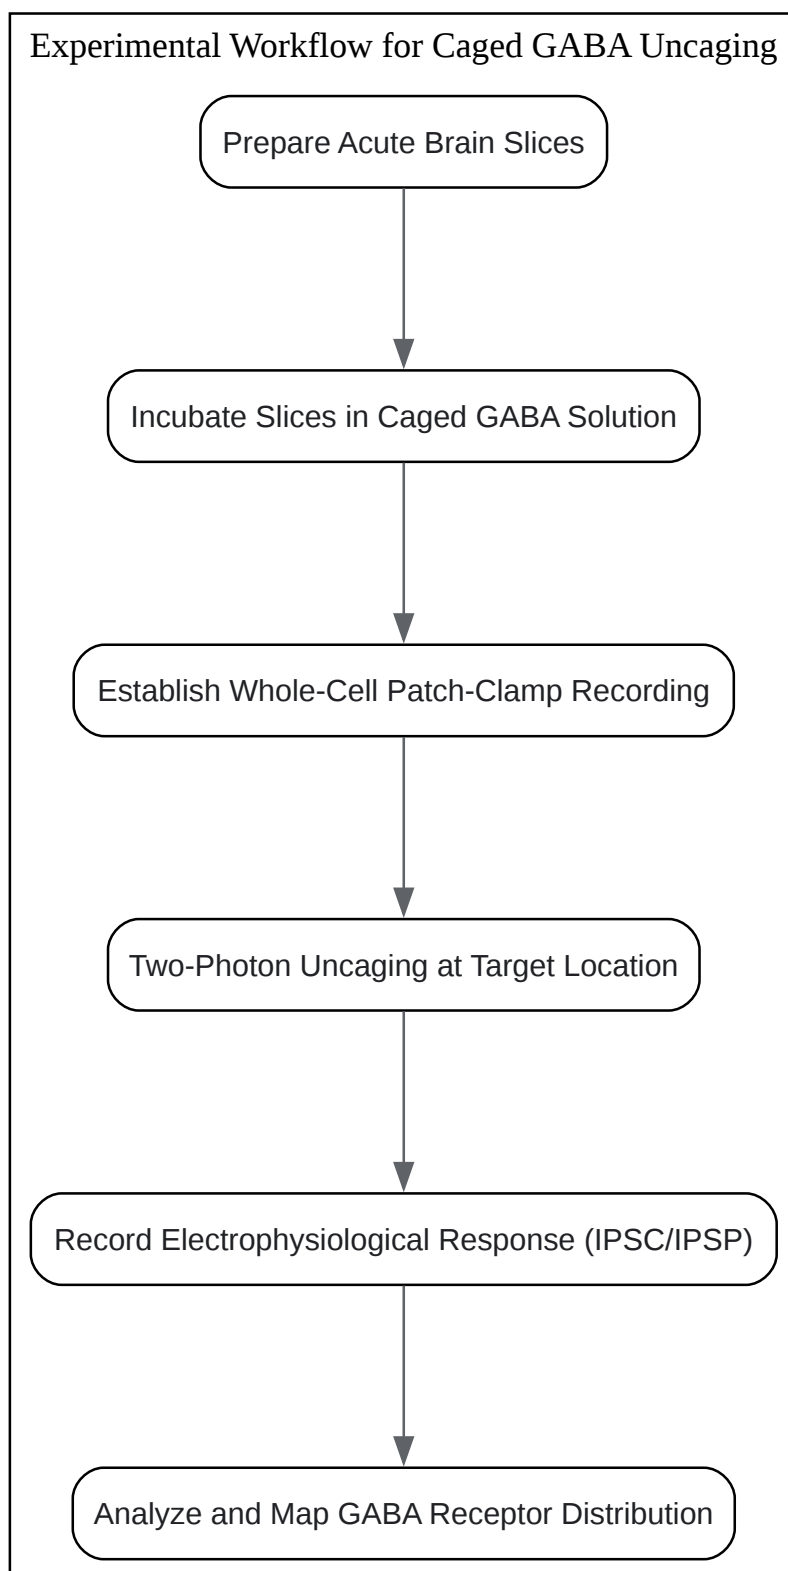 Experimental Workflow for Caged GABA Uncaging
Prepare Acute Brain Slices
Incubate Slices in Caged GABA Solution
Establish Whole-Cell Patch-Clamp Recording
Two-Photon Uncaging at Target Location
Record Electrophysiological Response (IPSC/IPSP)
Analyze and Map GABA Receptor Distribution